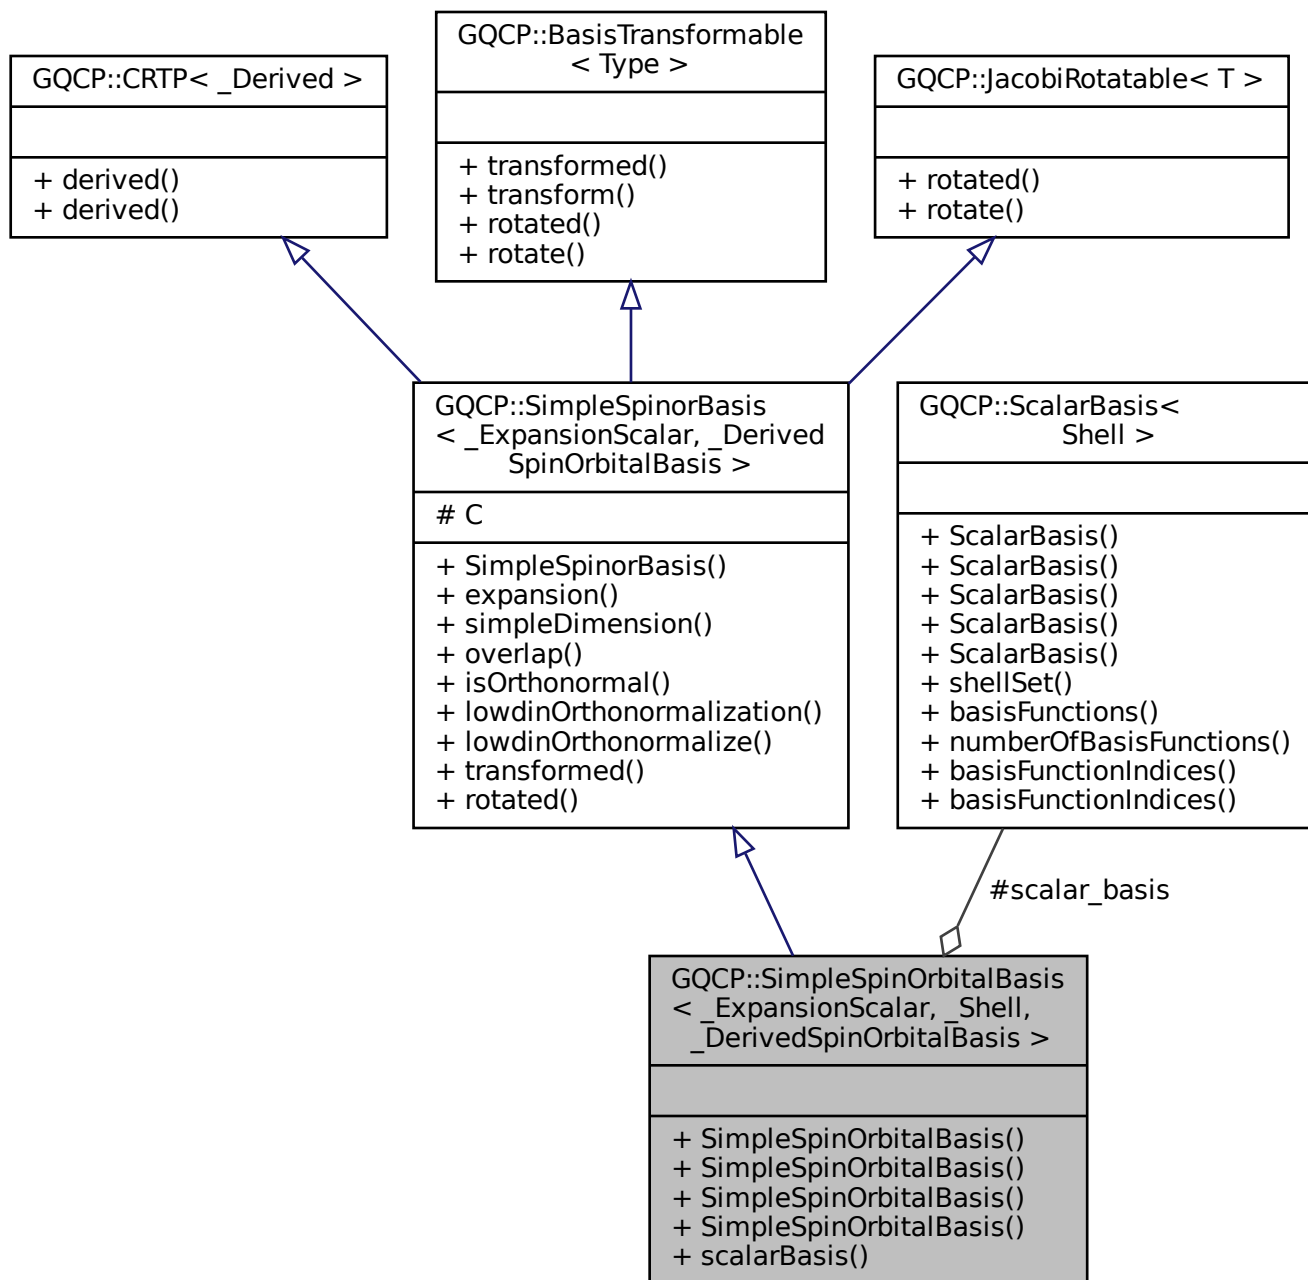 GQCP::CRTP< _Derived >
+ derived()
+ derived()
GQCP::BasisTransformable
< Type >
+ transformed()
+ transform()
+ rotated()
+ rotate()
GQCP::JacobiRotatable< T >
+ rotated()
+ rotate()
GQCP::SimpleSpinorBasis
< _ExpansionScalar, _Derived
SpinOrbitalBasis >
# C
+ SimpleSpinorBasis()
+ expansion()
+ simpleDimension()
+ overlap()
+ isOrthonormal()
+ lowdinOrthonormalization()
+ lowdinOrthonormalize()
+ transformed()
+ rotated()
GQCP::ScalarBasis<
Shell >
+ ScalarBasis()
+ ScalarBasis()
+ ScalarBasis()
+ ScalarBasis()
+ ScalarBasis()
+ shellSet()
+ basisFunctions()
+ numberOfBasisFunctions()
+ basisFunctionIndices()
+ basisFunctionIndices()
#scalar_basis
GQCP::SimpleSpinOrbitalBasis
< _ExpansionScalar, _Shell,
_DerivedSpinOrbitalBasis >
+ SimpleSpinOrbitalBasis()
+ SimpleSpinOrbitalBasis()
+ SimpleSpinOrbitalBasis()
+ SimpleSpinOrbitalBasis()
+ scalarBasis()